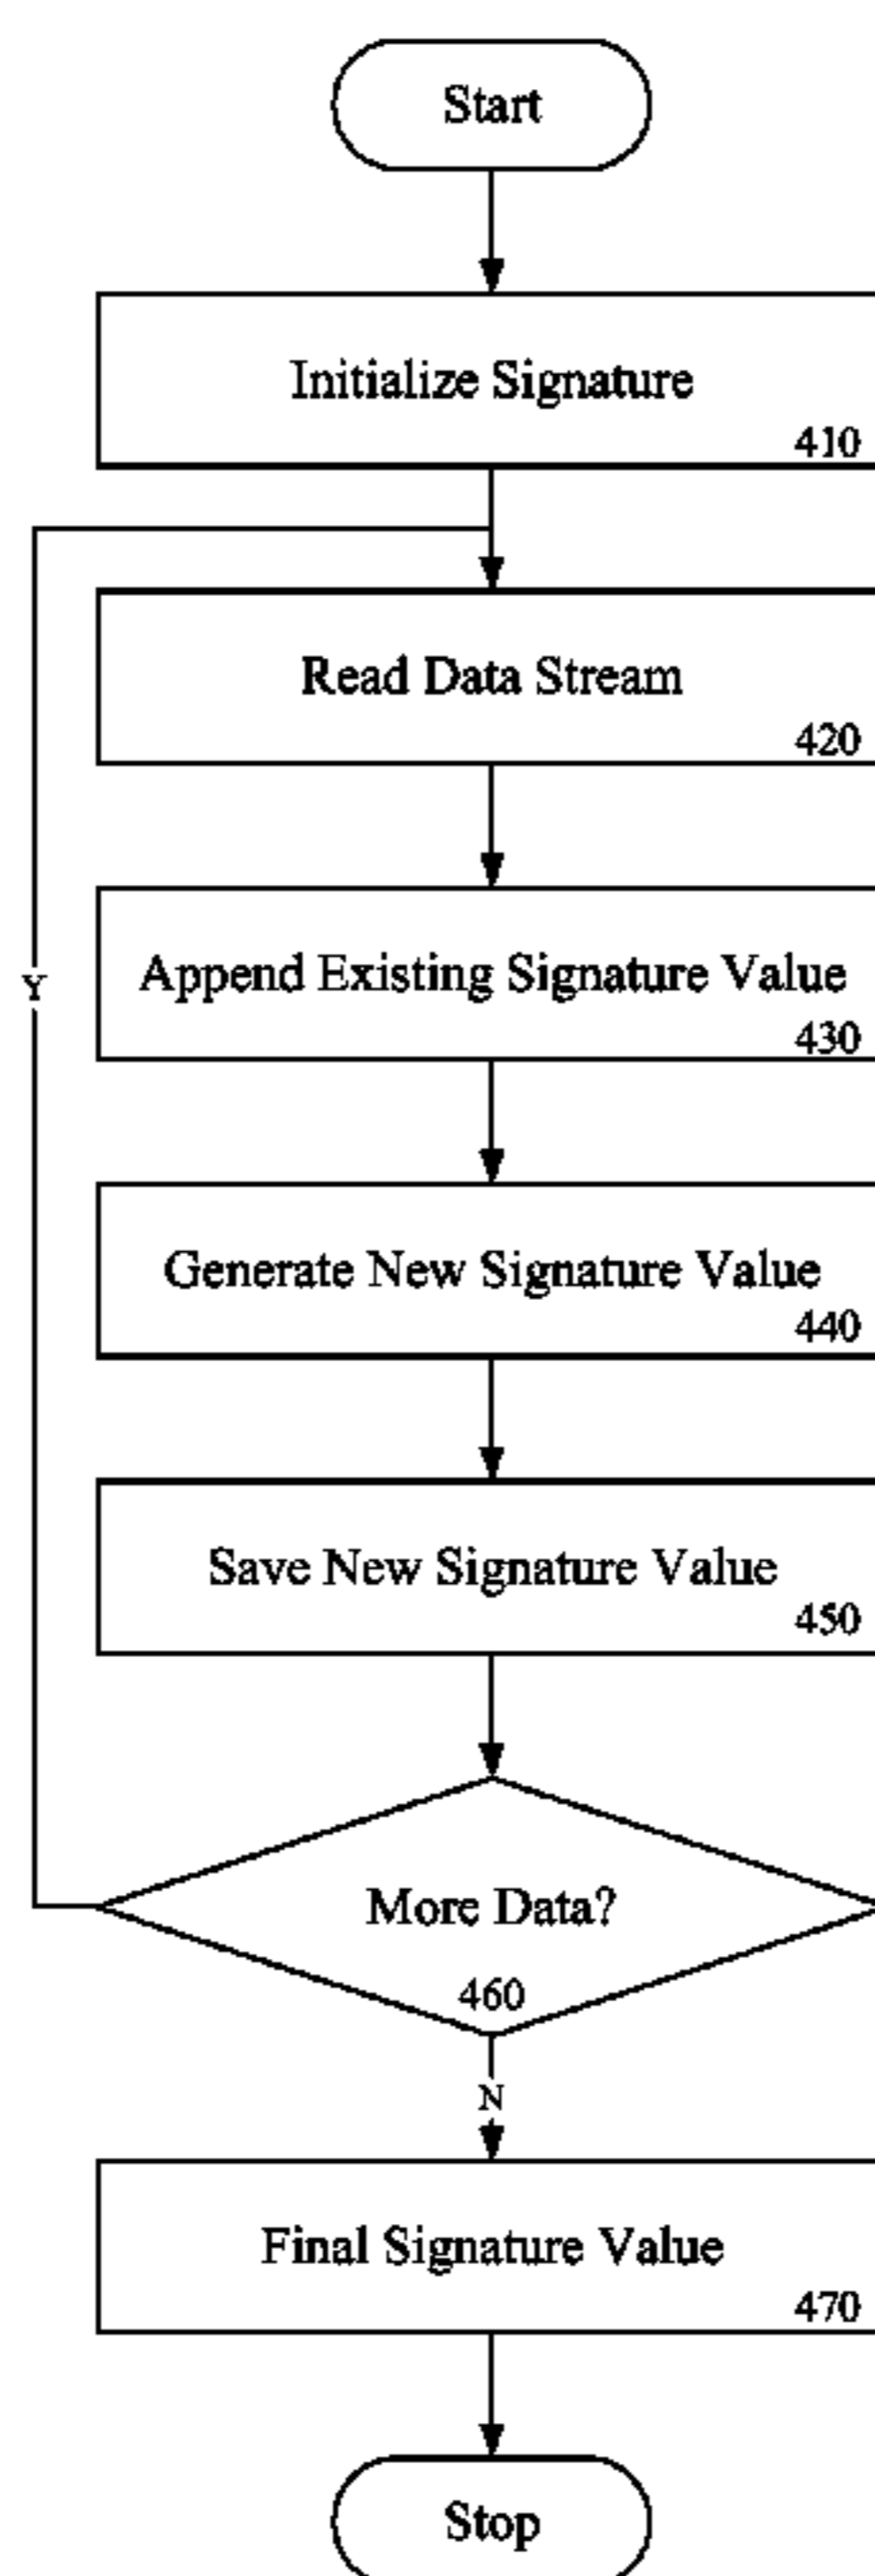 Start
Initialize Signature
410
Read Data Stream
420
Append Existing Signature Value
430
Y
Generate New Signature Value
440
Save New Signature Value
450
More Data?
460
N
Final Signature Value
470
Stop